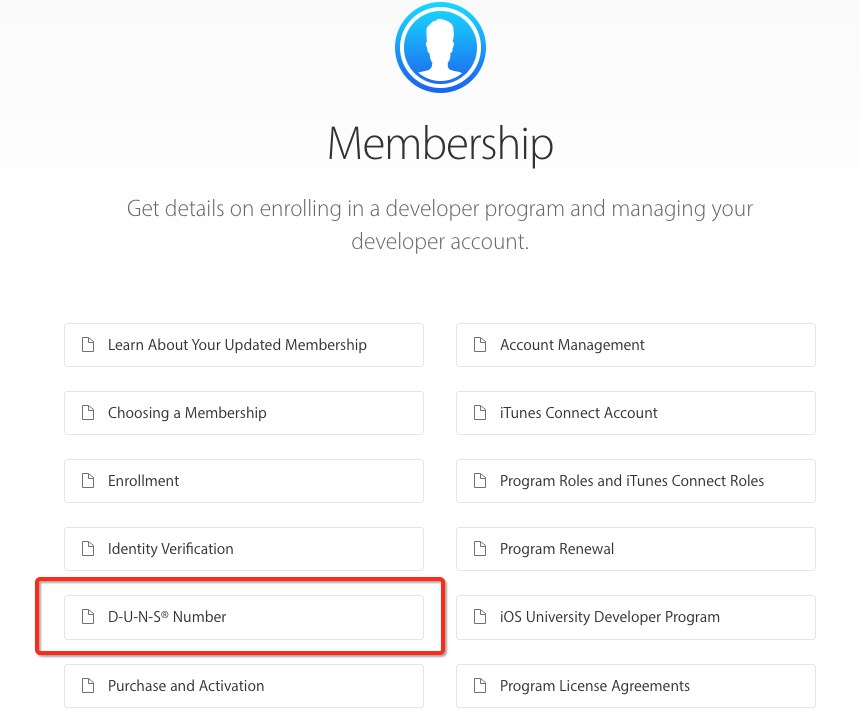 Membership
Get details on enrolling in a developer program and managing your
developer account.
Learn About Your Updated Membership
Account Management
Choosing a Membership
iTunes Connect Account
Enrollment
Program Roles and iTunes Connect Roles
Identity Verification
Program Renewal
D-U-N-S® Number
iOS University Developer Program
Purchase and Activation
Program License Agreements